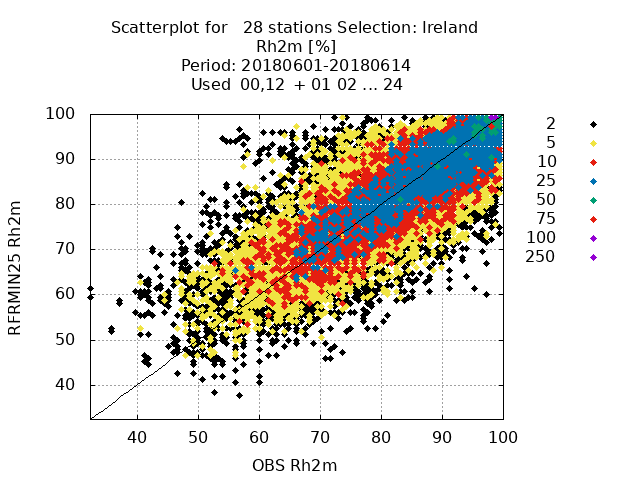 Scatterplot for 28 stations Selection: Ireland
Rh2m [%]
Period: 20180601-20180614
Used 00,12 + 01 02 ... 24
RFRMIN25 Rh2m
100
90
80
70
60
50
40
40 50 60 70 80 90 100
OBS Rh2m
2
5
10
25
50
75
100
250